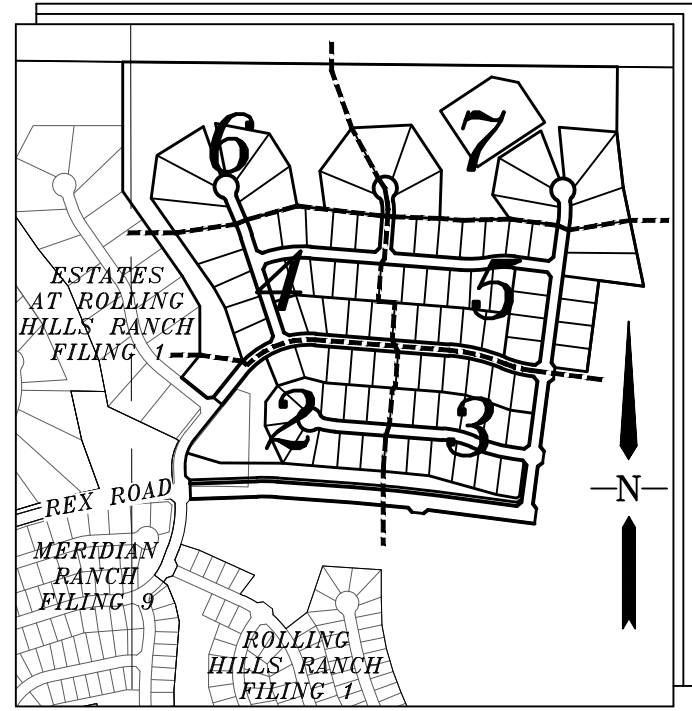 6
7
ESTATES
AT ROLLING
HILLS RANCH
FILING 1
4
5
2
3
REX ROAD
N
MERIDIAN
RANCH
FILING 9
ROLLING
HILLS RANCH
FILING 1